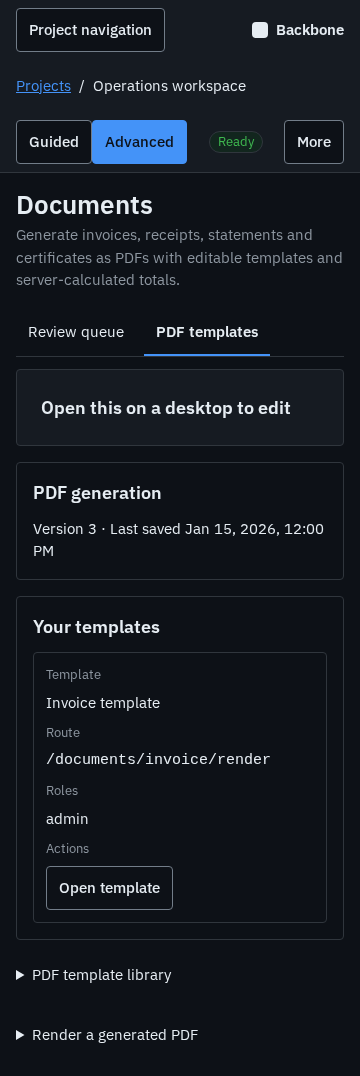 Project navigation
Backbone
Projects / Operations workspace
Guided
Advanced
Ready
More
Documents
Generate invoices, receipts, statements and
certificates as PDFs with editable templates and
server-calculated totals.
Review queue
PDF templates
Open this on a desktop to edit
PDF generation
Version 3 · Last saved Jan 15, 2026, 12:00
PM
Your templates
Template
Invoice template
Route
/documents/invoice/render
Roles
admin
Actions
Open template
PDF template library
Render a generated PDF